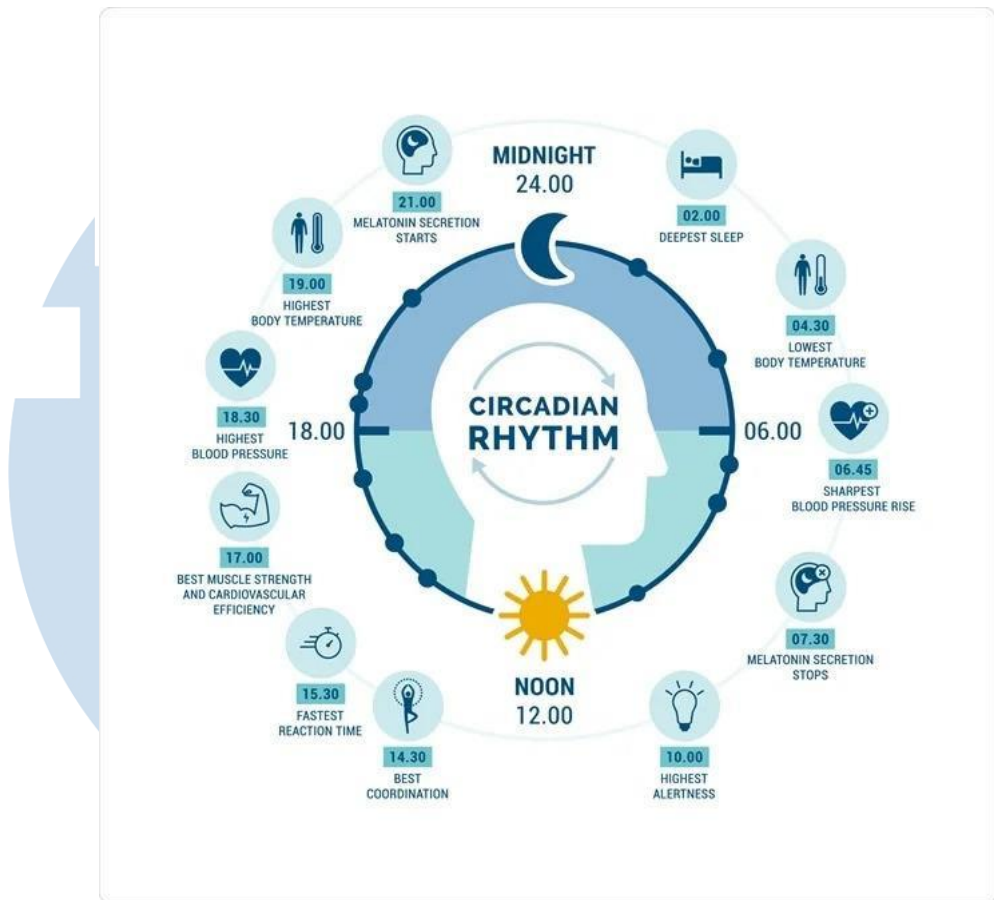 MIDNIGHT
24.00
02.00
DEEPEST SLEEP
04.30
LOWEST
BODY TEMPERATURE
06.00
06.45
SHARPEST
BLOOD PRESSURE RISE
07.30
MELATONIN SECRETION
STOPS
10.00
HIGHEST
ALERTNESS
NOON
12.00
14.30
BEST
COORDINATION
15.30
FASTEST
REACTION TIME
17.00
BEST MUSCLE STRENGTH
AND CARDIOVASCULAR
EFFICIENCY
18.00
18.30
HIGHEST
BLOOD PRESSURE
19.00
HIGHEST
BODY TEMPERATURE
21.00
MELATONIN SECRETION
STARTS
CIRCADIAN
RHYTHM